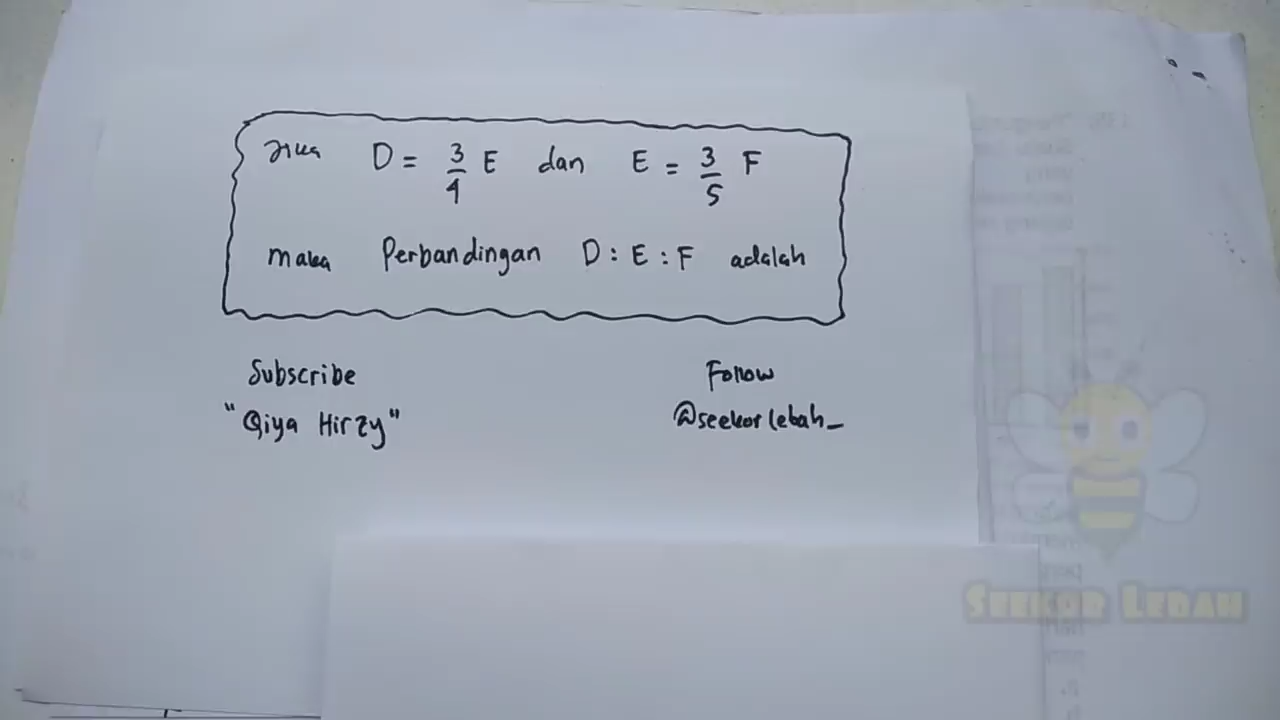 Jika D = 3/4 E dan E = 3/5 F
maka Perbandingan D : E : F adalah
Subscribe
"Qiya Hirzy"
Follow
@seekorlebah_
SEEKOR LEBAH